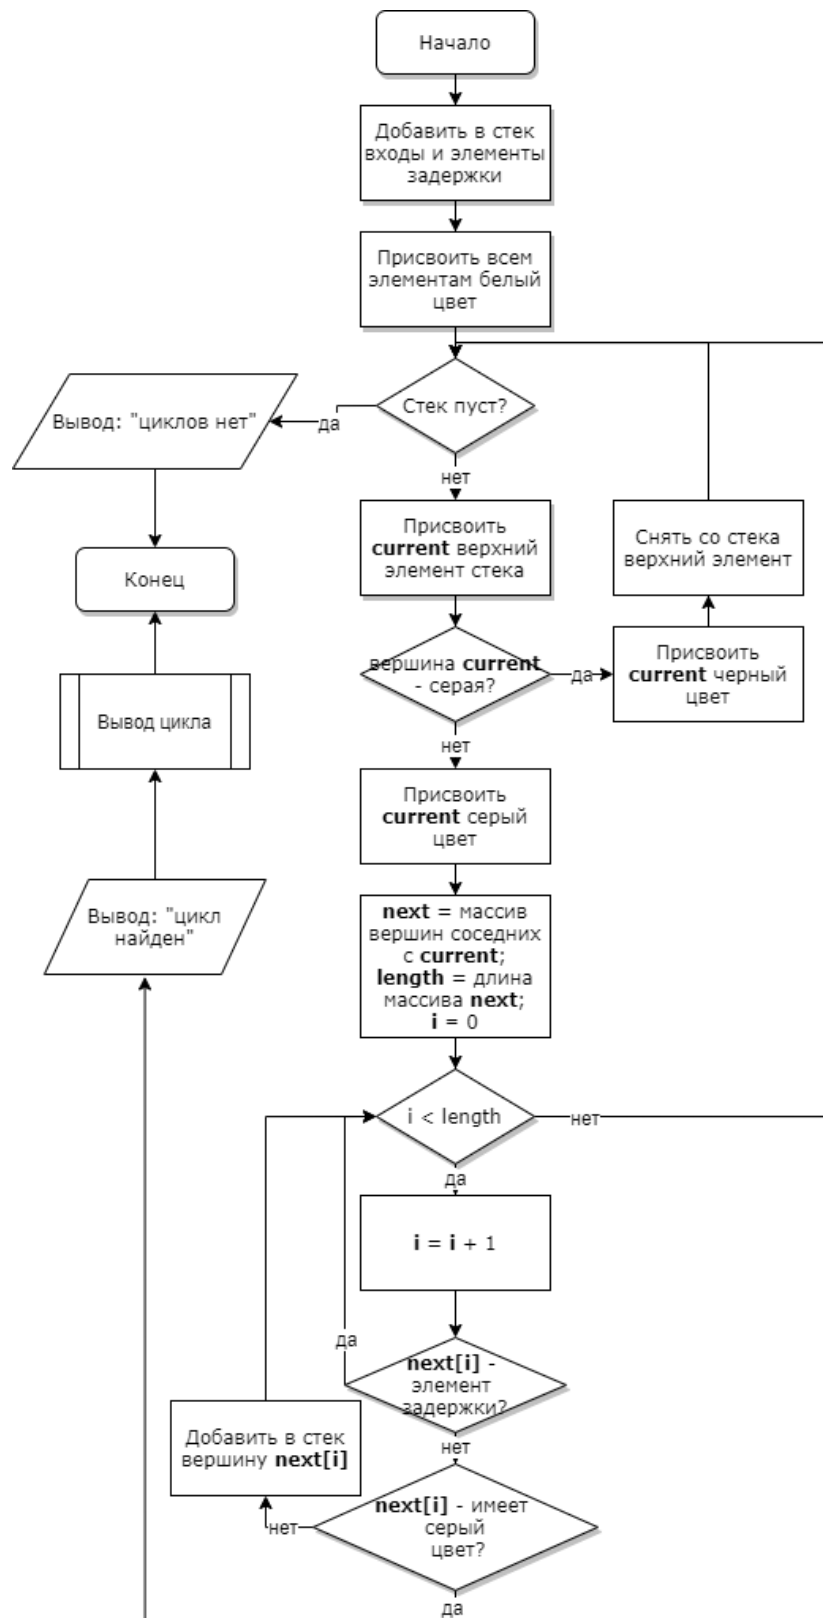 Начало
Добавить в стек
входы и элементы
задержки
Присвоить всем
элементам белый
цвет
Стек пуст?
да
Вывод: "циклов нет"
нет
Присвоить
current верхний
элемент стека
Снять со стека
верхний элемент
Конец
вершина current
- серая?
да
Присвоить
current черный
цвет
Вывод цикла
нет
Присвоить
current серый
цвет
Вывод: "цикл
найден"
next = массив
вершин соседних
с current;
length = длина
массива next;
i = 0
i < length
нет
да
i = i + 1
да
next[i] -
элемент
задержки?
Добавить в стек
вершину next[i]
нет
next[i] - имеет
серый
цвет?
нет
да